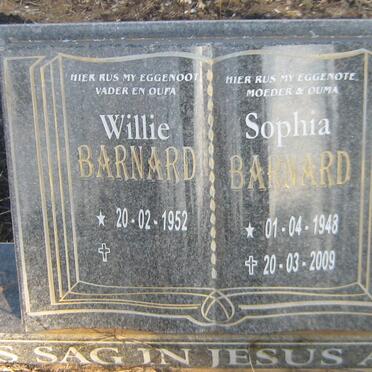 HIER RUS MY EGGENOOT
VADER EN OUPA
Willie
BARNARD
20-02-1952
HIER RUS MY EGGENOTE
MOEDER & OUMA
Sophia
BARNARD
01-04-1948
20-03-2009
S SAG IN JESUS A